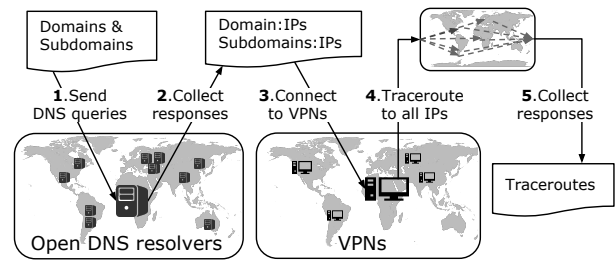 Domains &
Subdomains
Domain:IPs
Subdomains:IPs
1.Send
DNS queries
2.Collect
responses
3.Connect
to VPNs
4.Traceroute
to all IPs
5.Collect
responses
Open DNS resolvers
VPNs
Traceroutes